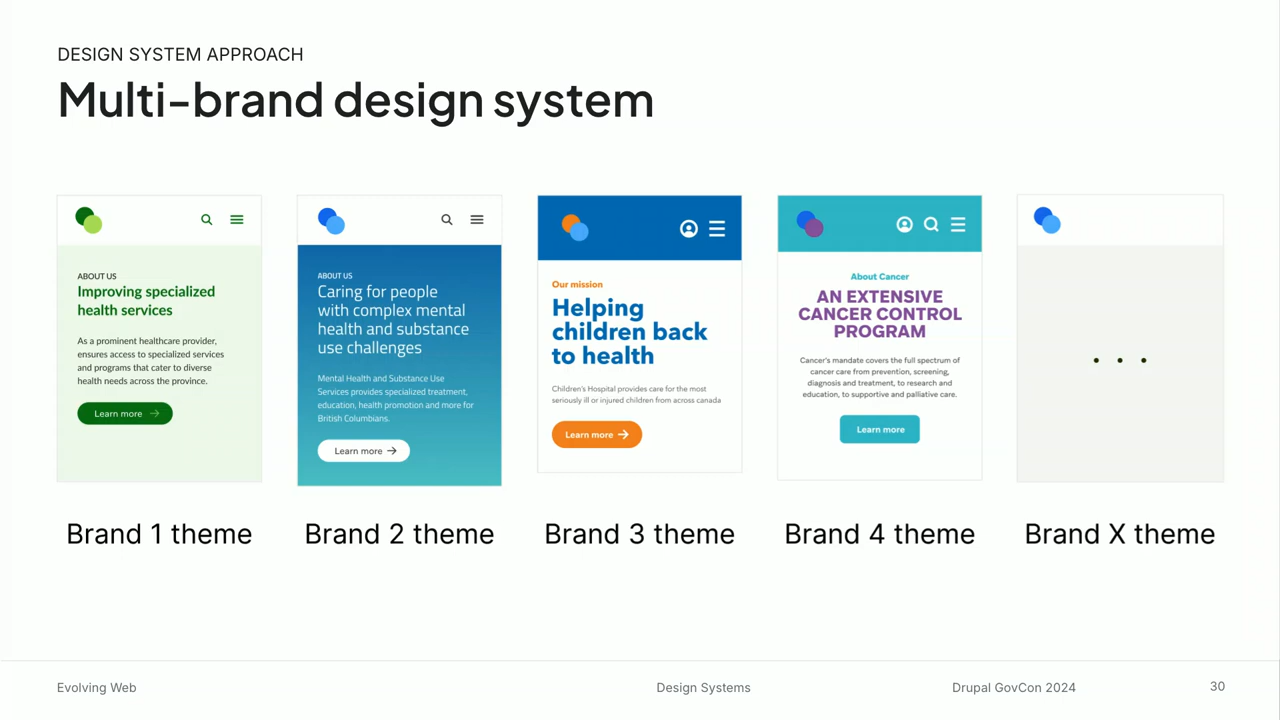 DESIGN SYSTEM APPROACH
Multi-brand design system
ABOUT US
Improving specialized
health services
As a prominent healthcare provider,
ensures access to specialized services
and programs that cater to diverse
health needs across the province.
Learn more →
Brand 1 theme
ABOUT US
Caring for people
with complex mental
health and substance
use challenges
Mental Health and Substance Use
Services provides specialized treatment,
education, health promotion and more for
British Columbians.
Learn more →
Brand 2 theme
Our mission
Helping
children back
to health
Children's Hospital provides care for the most
seriously ill or injured children from across canada
Learn more →
Brand 3 theme
About Cancer
AN EXTENSIVE
CANCER CONTROL
PROGRAM
Cancer's mandate covers the full spectrum of
cancer care from prevention, screening,
diagnosis and treatment, to research and
education, to supportive and palliative care.
Learn more
Brand 4 theme
• • •
Brand X theme
Evolving Web
Design Systems
Drupal GovCon 2024
30